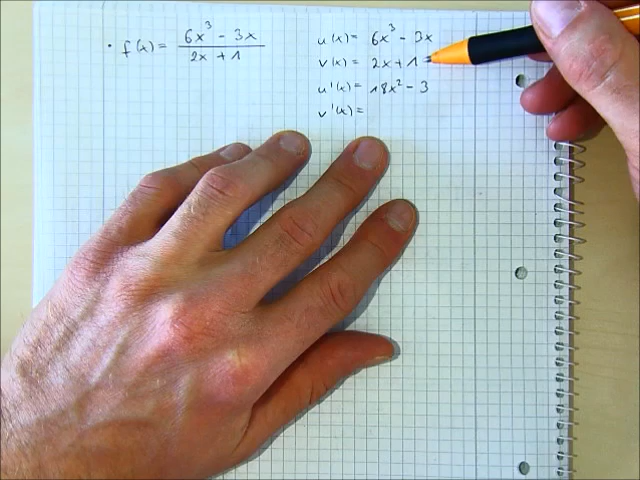 · f(x) = (6x³ - 3x)/(2x + 1)
u(x) = 6x³ - 3x
v(x) = 2x + 1
u'(x) = 18x² - 3
v'(x) =